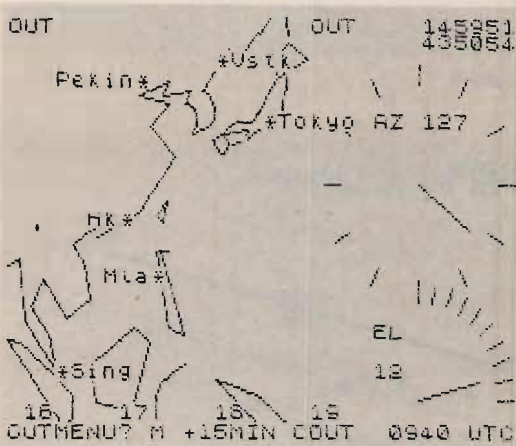 OUT OUT 145951
435054
*Ustk
Pekin*
*Tokyo AZ 127
Hk*
Mla*
EL
*Sing 12
16 17 18 19
MENU? M +15MIN COUT 0940 UTC